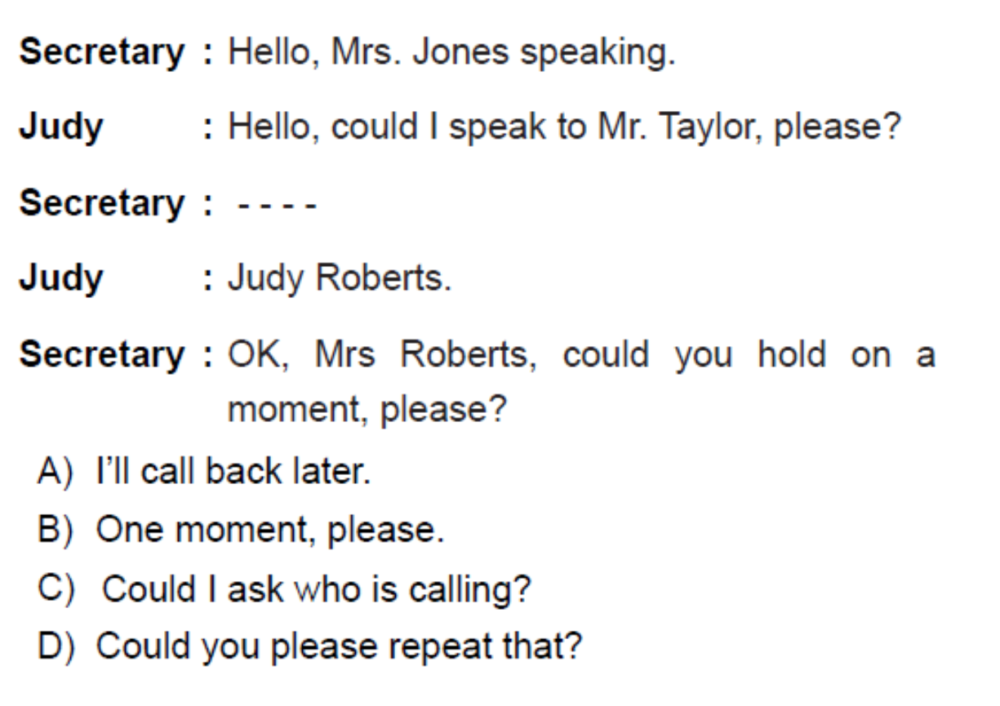 Secretary : Hello, Mrs. Jones speaking.
Judy : Hello, could I speak to Mr. Taylor, please?
Secretary : - - - -
Judy : Judy Roberts.
Secretary : OK, Mrs Roberts, could you hold on a
moment, please?
A) I'll call back later.
B) One moment, please.
C) Could I ask who is calling?
D) Could you please repeat that?